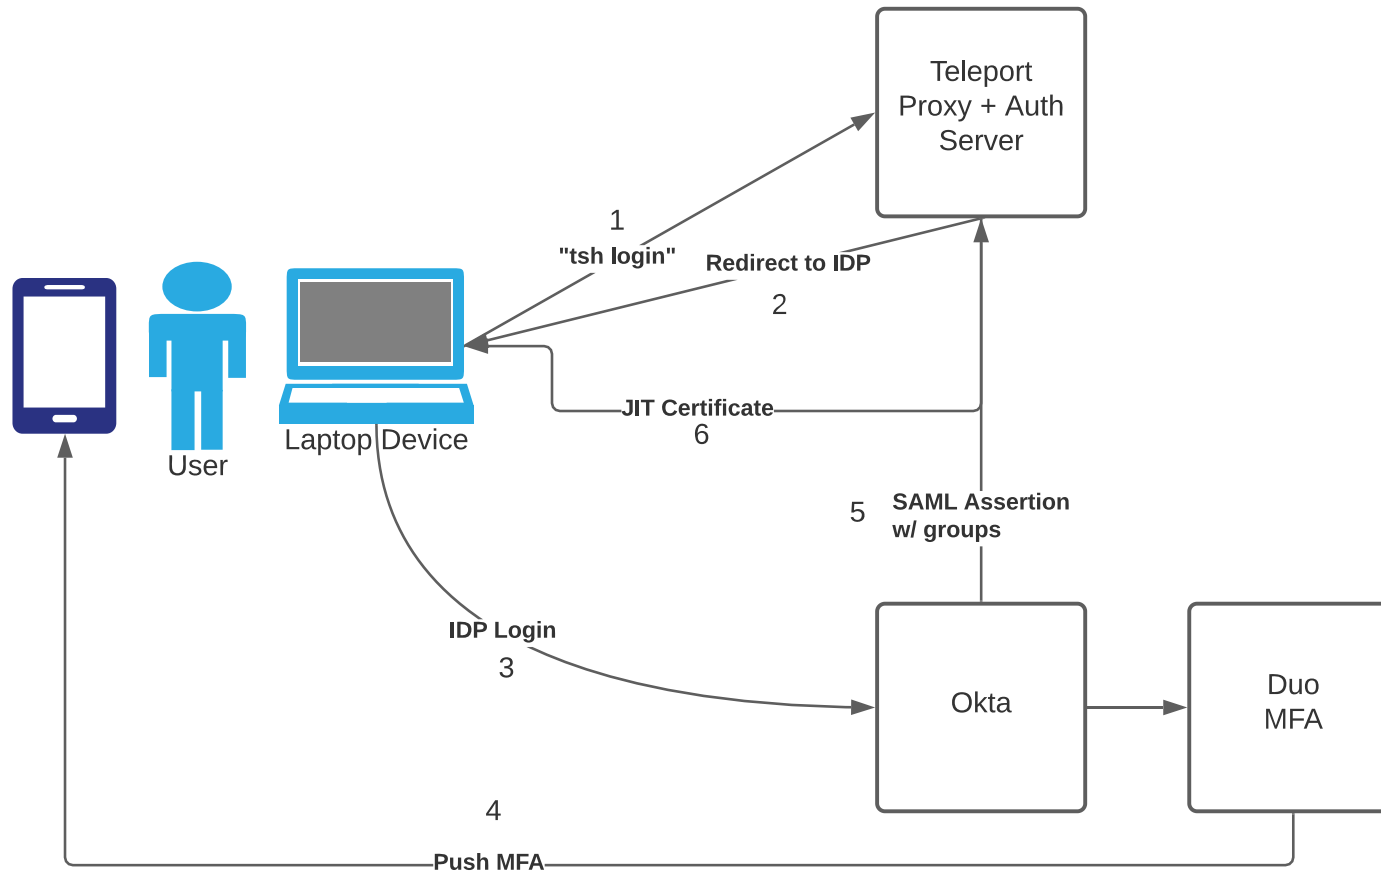 Teleport
Proxy + Auth
Server
1
"tsh login"
Redirect to IDP
2
User
Laptop Device
JIT Certificate
6
5
SAML Assertion
w/ groups
IDP Login
3
Okta
Duo
MFA
4
Push MFA